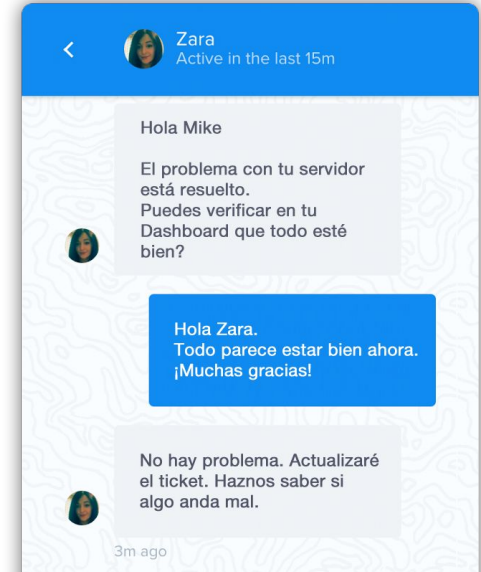 Zara
Active in the last 15m
Hola Mike
El problema con tu servidor
está resuelto.
Puedes verificar en tu
Dashboard que todo esté
bien?
Hola Zara.
Todo parece estar bien ahora.
¡Muchas gracias!
No hay problema. Actualizaré
el ticket. Haznos saber si
algo anda mal.
3m ago